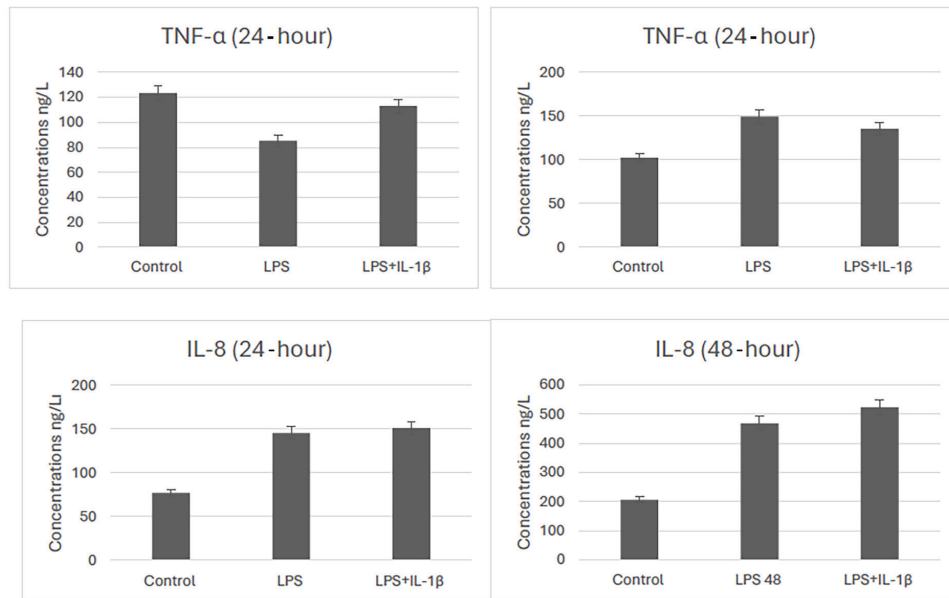 TNF-α (24-hour)
Concentrations ng/L
140
120
100
80
60
40
20
0
Control LPS LPS+IL-1β
TNF-α (24-hour)
Concentrations ng/L
200
150
100
50
0
Control LPS LPS+IL-1β
IL-8 (24-hour)
Concentrations ng/Lı
200
150
100
50
0
Control LPS LPS+IL-1β
IL-8 (48-hour)
Concentrations ng/L
600
500
400
300
200
100
0
Control LPS 48 LPS+IL-1β